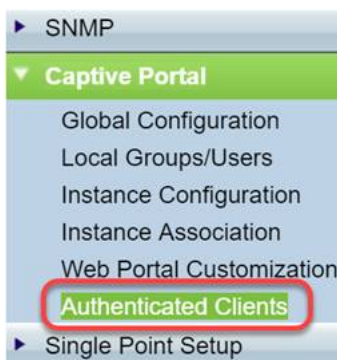 SNMP
Captive Portal
Global Configuration
Local Groups/Users
Instance Configuration
Instance Association
Web Portal Customization
Authenticated Clients
Single Point Setup